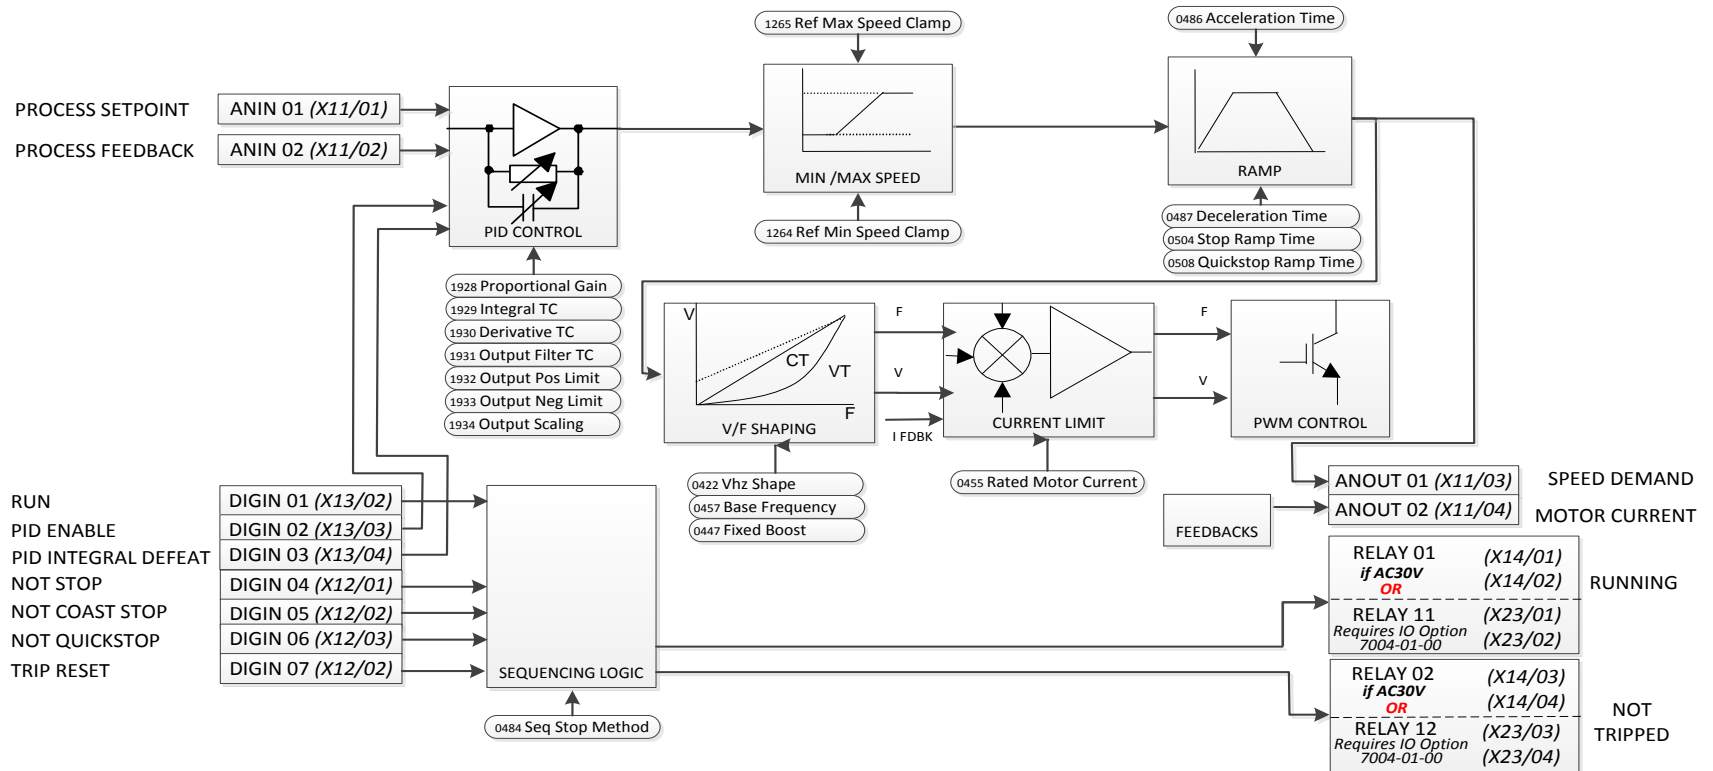 1265 Ref Max Speed Clamp
0486 Acceleration Time
PROCESS SETPOINT
ANIN 01 (X11/01)
PROCESS FEEDBACK
ANIN 02 (X11/02)
PID CONTROL
MIN /MAX SPEED
RAMP
1264 Ref Min Speed Clamp
0487 Deceleration Time
0504 Stop Ramp Time
0508 Quickstop Ramp Time
1928 Proportional Gain
1929 Integral TC
1930 Derivative TC
1931 Output Filter TC
1932 Output Pos Limit
1933 Output Neg Limit
1934 Output Scaling
V
CT
VT
F
V/F SHAPING
F
V
I FDBK
CURRENT LIMIT
F
V
PWM CONTROL
0422 Vhz Shape
0457 Base Frequency
0447 Fixed Boost
0455 Rated Motor Current
RUN
DIGIN 01 (X13/02)
PID ENABLE
DIGIN 02 (X13/03)
PID INTEGRAL DEFEAT
DIGIN 03 (X13/04)
NOT STOP
DIGIN 04 (X12/01)
NOT COAST STOP
DIGIN 05 (X12/02)
NOT QUICKSTOP
DIGIN 06 (X12/03)
TRIP RESET
DIGIN 07 (X12/02)
SEQUENCING LOGIC
0484 Seq Stop Method
FEEDBACKS
ANOUT 01 (X11/03)
SPEED DEMAND
ANOUT 02 (X11/04)
MOTOR CURRENT
RELAY 01 (X14/01)
if AC30V (X14/02)
OR
RUNNING
RELAY 11 (X23/01)
Requires IO Option (X23/02)
7004-01-00
RELAY 02 (X14/03)
if AC30V (X14/04)
OR
NOT
TRIPPED
RELAY 12 (X23/03)
Requires IO Option (X23/04)
7004-01-00